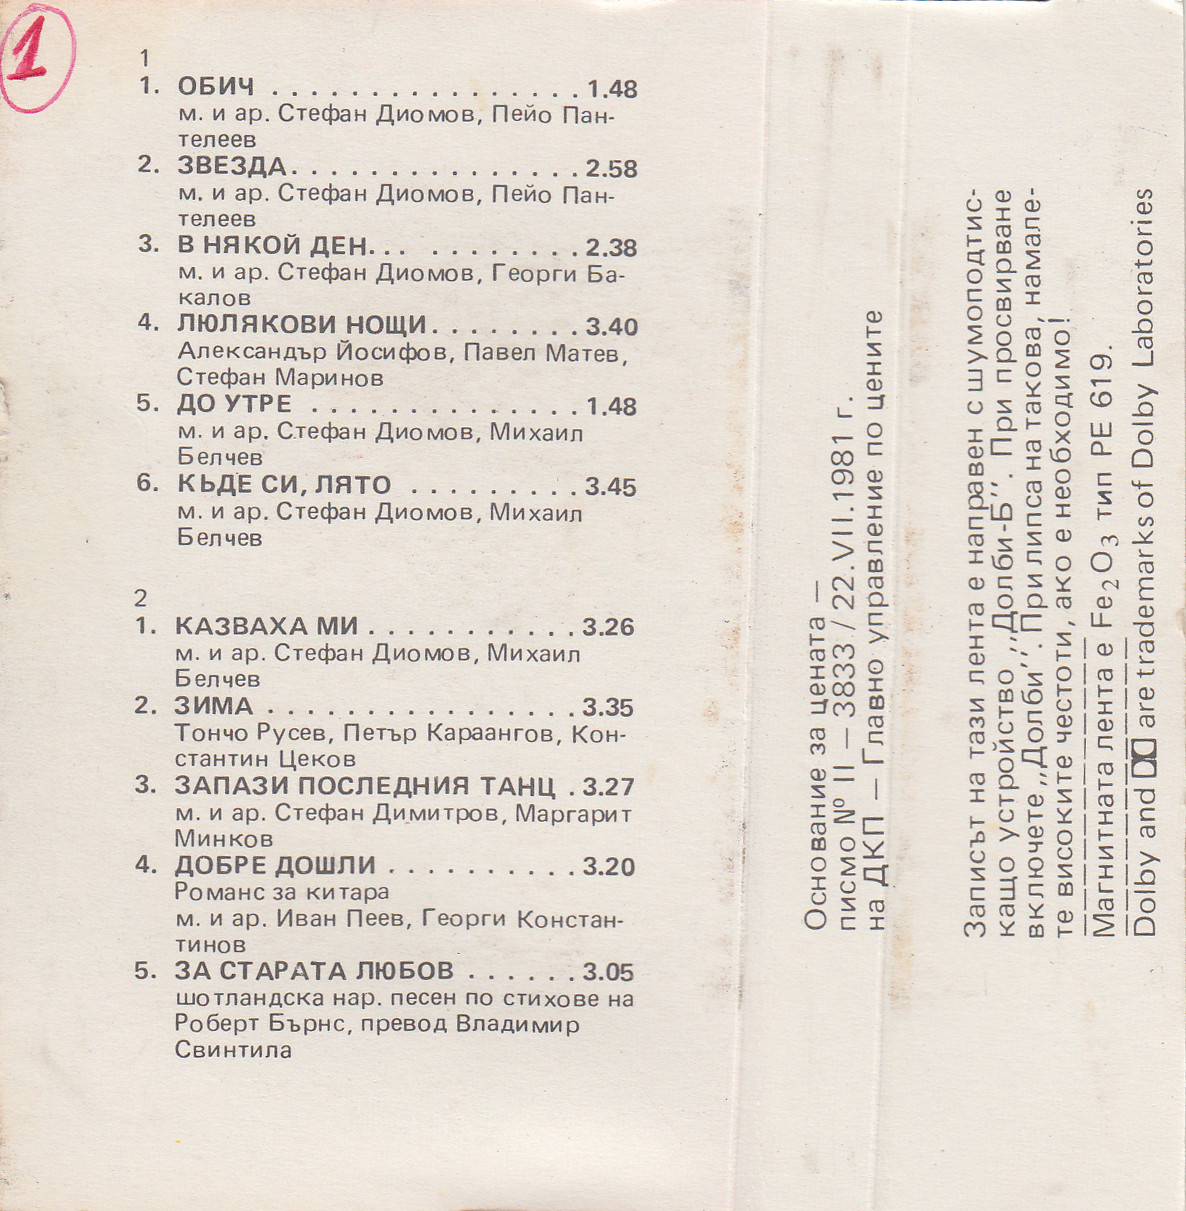 1
1
1. ОБИЧ . . . . . . . . . . . . . . . . 1.48
м. и ар. Стефан Диомов, Пейо Пан-
телеев
2. ЗВЕЗДА. . . . . . . . . . . . . . . 2.58
м. и ар. Стефан Диомов, Пейо Пан-
телеев
3. В НЯКОЙ ДЕН. . . . . . . . . . . 2.38
м. и ар. Стефан Диомов, Георги Ба-
калов
4. ЛЮЛЯКОВИ НОЩИ. . . . . . . . 3.40
Александър Йосифов, Павел Матев,
Стефан Маринов
5. ДО УТРЕ . . . . . . . . . . . . . . 1.48
м. и ар. Стефан Диомов, Михаил
Белчев
6. КЪДЕ СИ, ЛЯТО . . . . . . . . . 3.45
м. и ар. Стефан Диомов, Михаил
Белчев
2
1. КАЗВАХА МИ . . . . . . . . . . . 3.26
м. и ар. Стефан Диомов, Михаил
Белчев
2. ЗИМА . . . . . . . . . . . . . . . . 3.35
Тончо Русев, Петър Караангов, Кон-
стантин Цеков
3. ЗАПАЗИ ПОСЛЕДНИЯ ТАНЦ . 3.27
м. и ар. Стефан Димитров, Маргарит
Минков
4. ДОБРЕ ДОШЛИ . . . . . . . . . . 3.20
Романс за китара
м. и ар. Иван Пеев, Георги Констан-
тинов
5. ЗА СТАРАТА ЛЮБОВ . . . . . . 3.05
шотландска нар. песен по стихове на
Роберт Бърнс, превод Владимир
Свинтила
Основание за цената —
писмо № II — 3833 / 22.VII.1981 г.
на ДКП — Главно управление по цените
Записът на тази лента е направен с шумоподтис-
кащо устройство ,,Долби-Б''. При просвирване
включете ,,Долби''. При липса на такова, намале-
те високите честоти, ако е необходимо!
Магнитната лента е Fe2O3 тип PE 619.
Dolby and are trademarks of Dolby Laboratories